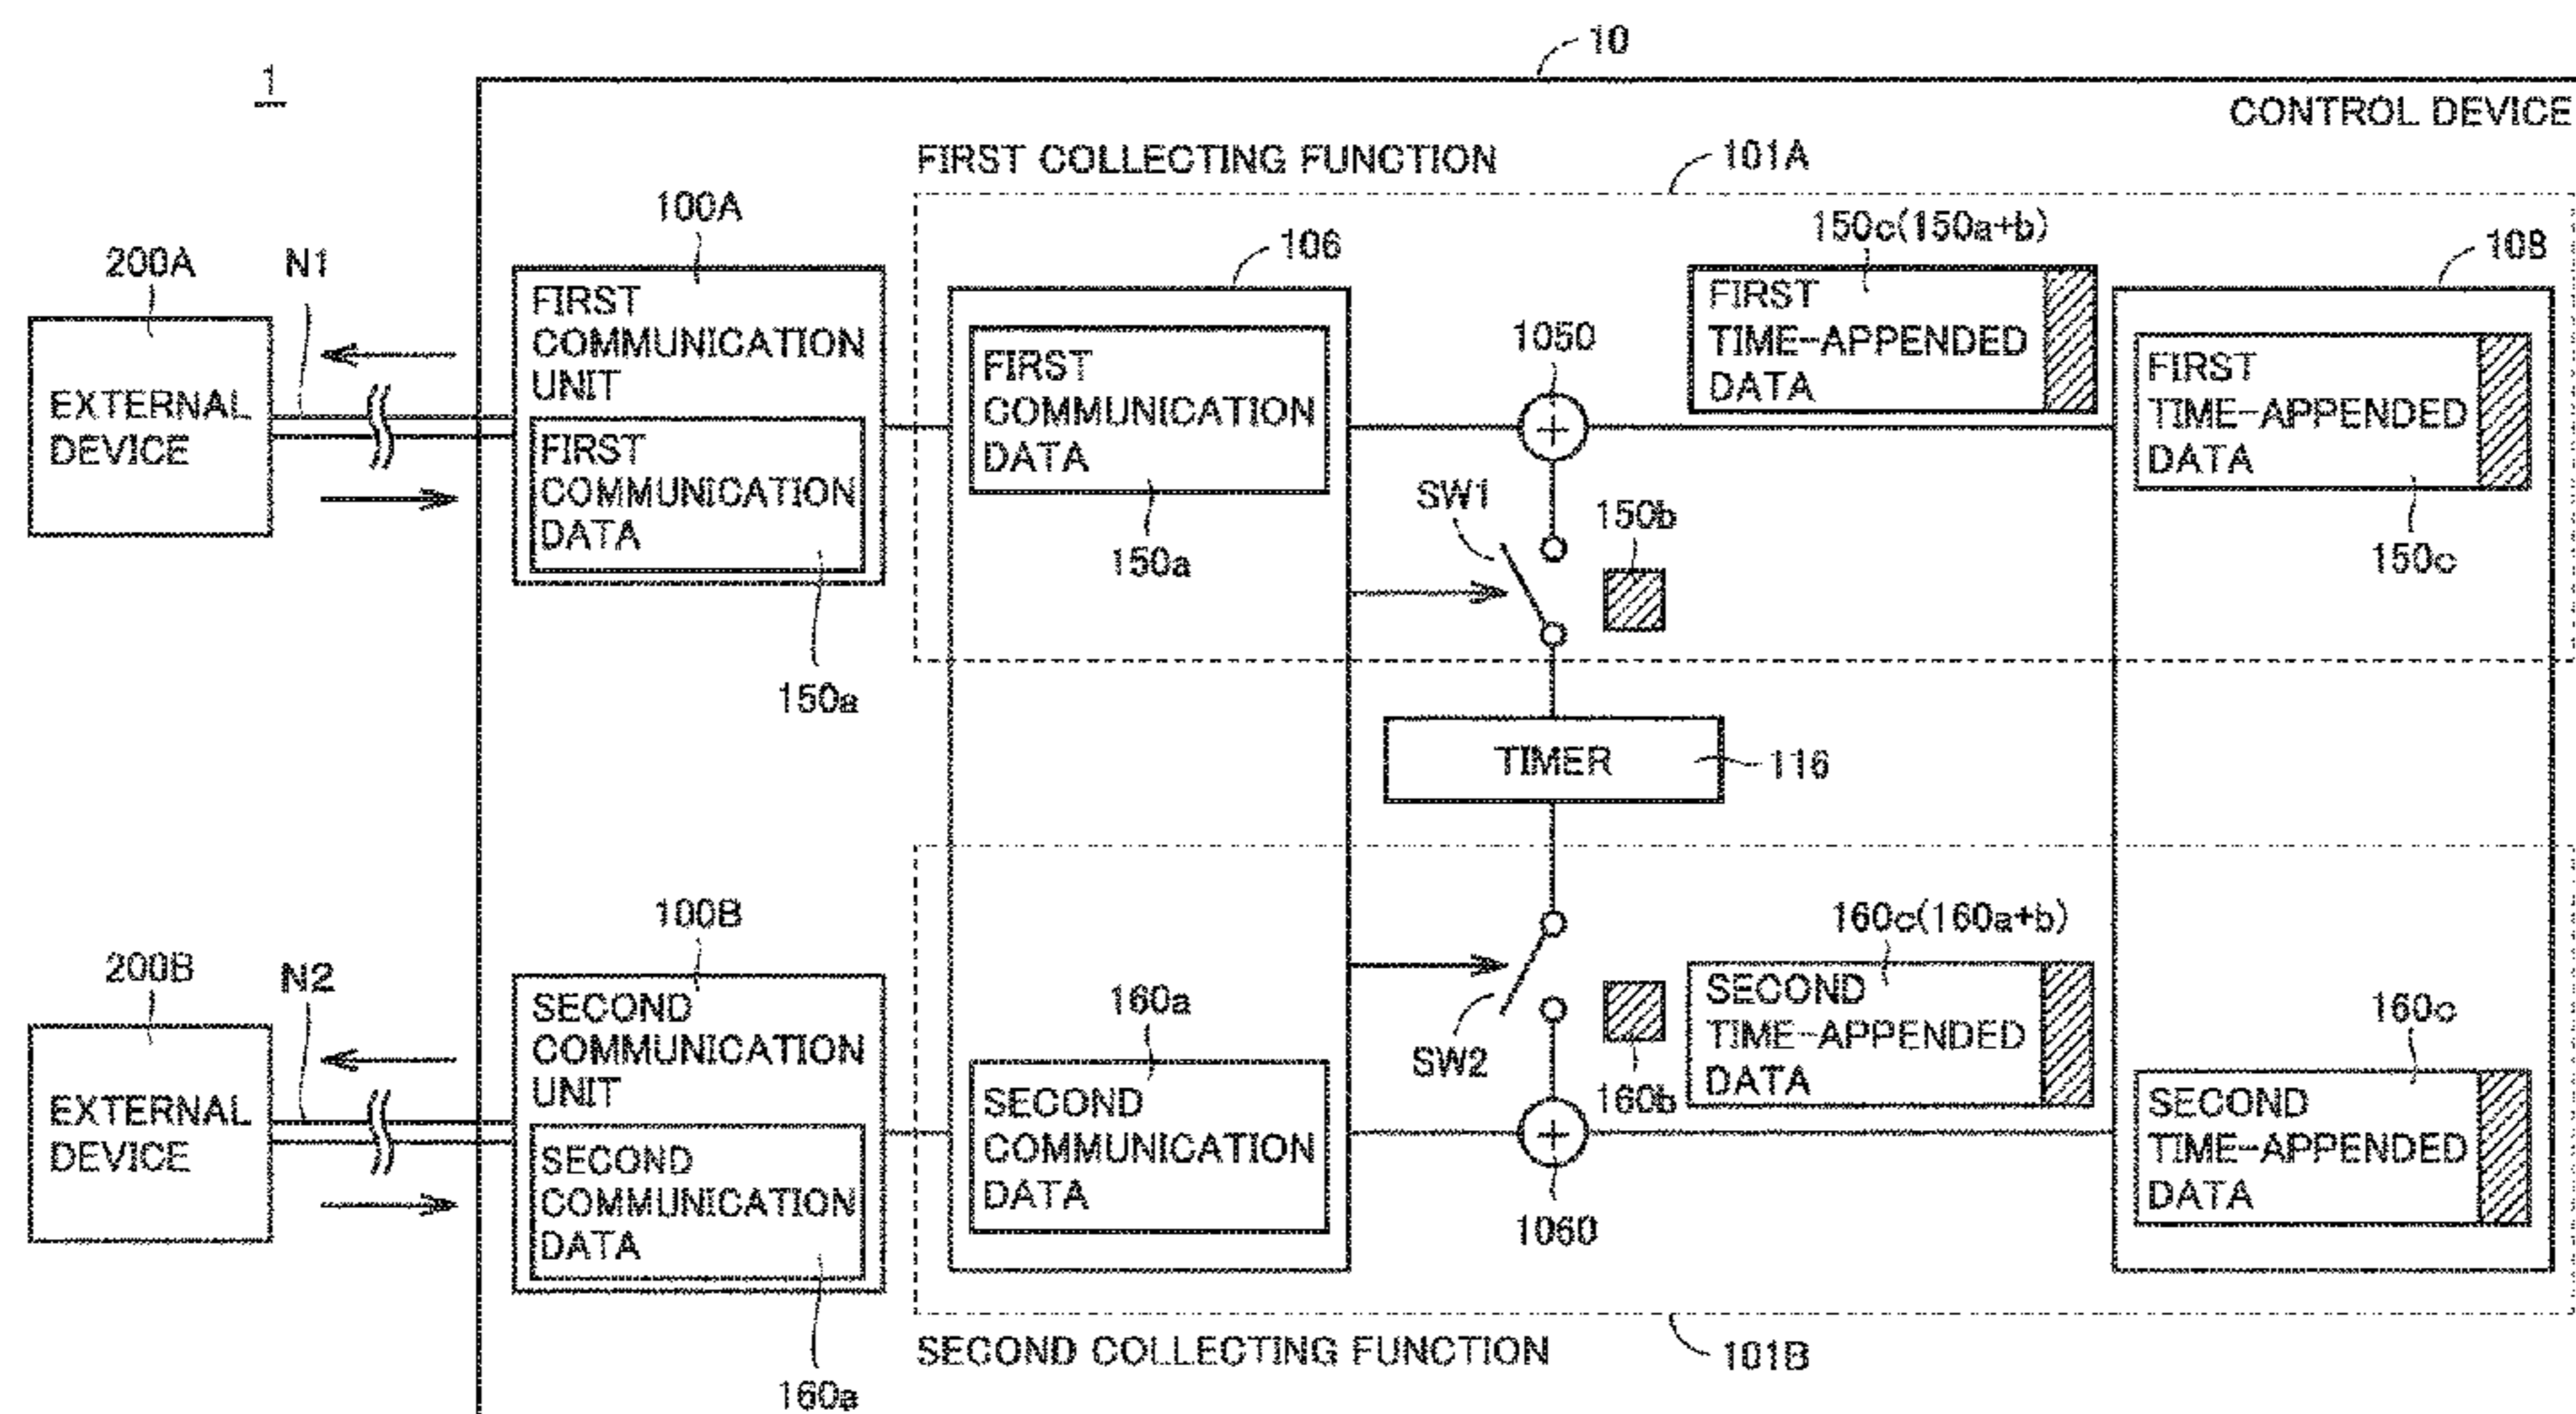 10
1
CONTROL DEVICE
FIRST COLLECTING FUNCTION
101A
100A
150c(150a+b)
106
108
200A
N1
FIRST
COMMUNICATION
UNIT
FIRST
TIME-APPENDED
DATA
1050
FIRST
COMMUNICATION
DATA
FIRST
TIME-APPENDED
DATA
EXTERNAL
DEVICE
FIRST
COMMUNICATION
DATA
SW1
150b
150a
150c
150a
TIMER
116
100B
160c(160a+b)
200B
N2
SECOND
COMMUNICATION
UNIT
160a
SECOND
TIME-APPENDED
DATA
160c
SW2
160b
EXTERNAL
DEVICE
SECOND
COMMUNICATION
DATA
SECOND
COMMUNICATION
DATA
SECOND
TIME-APPENDED
DATA
1060
SECOND COLLECTING FUNCTION
101B
160a